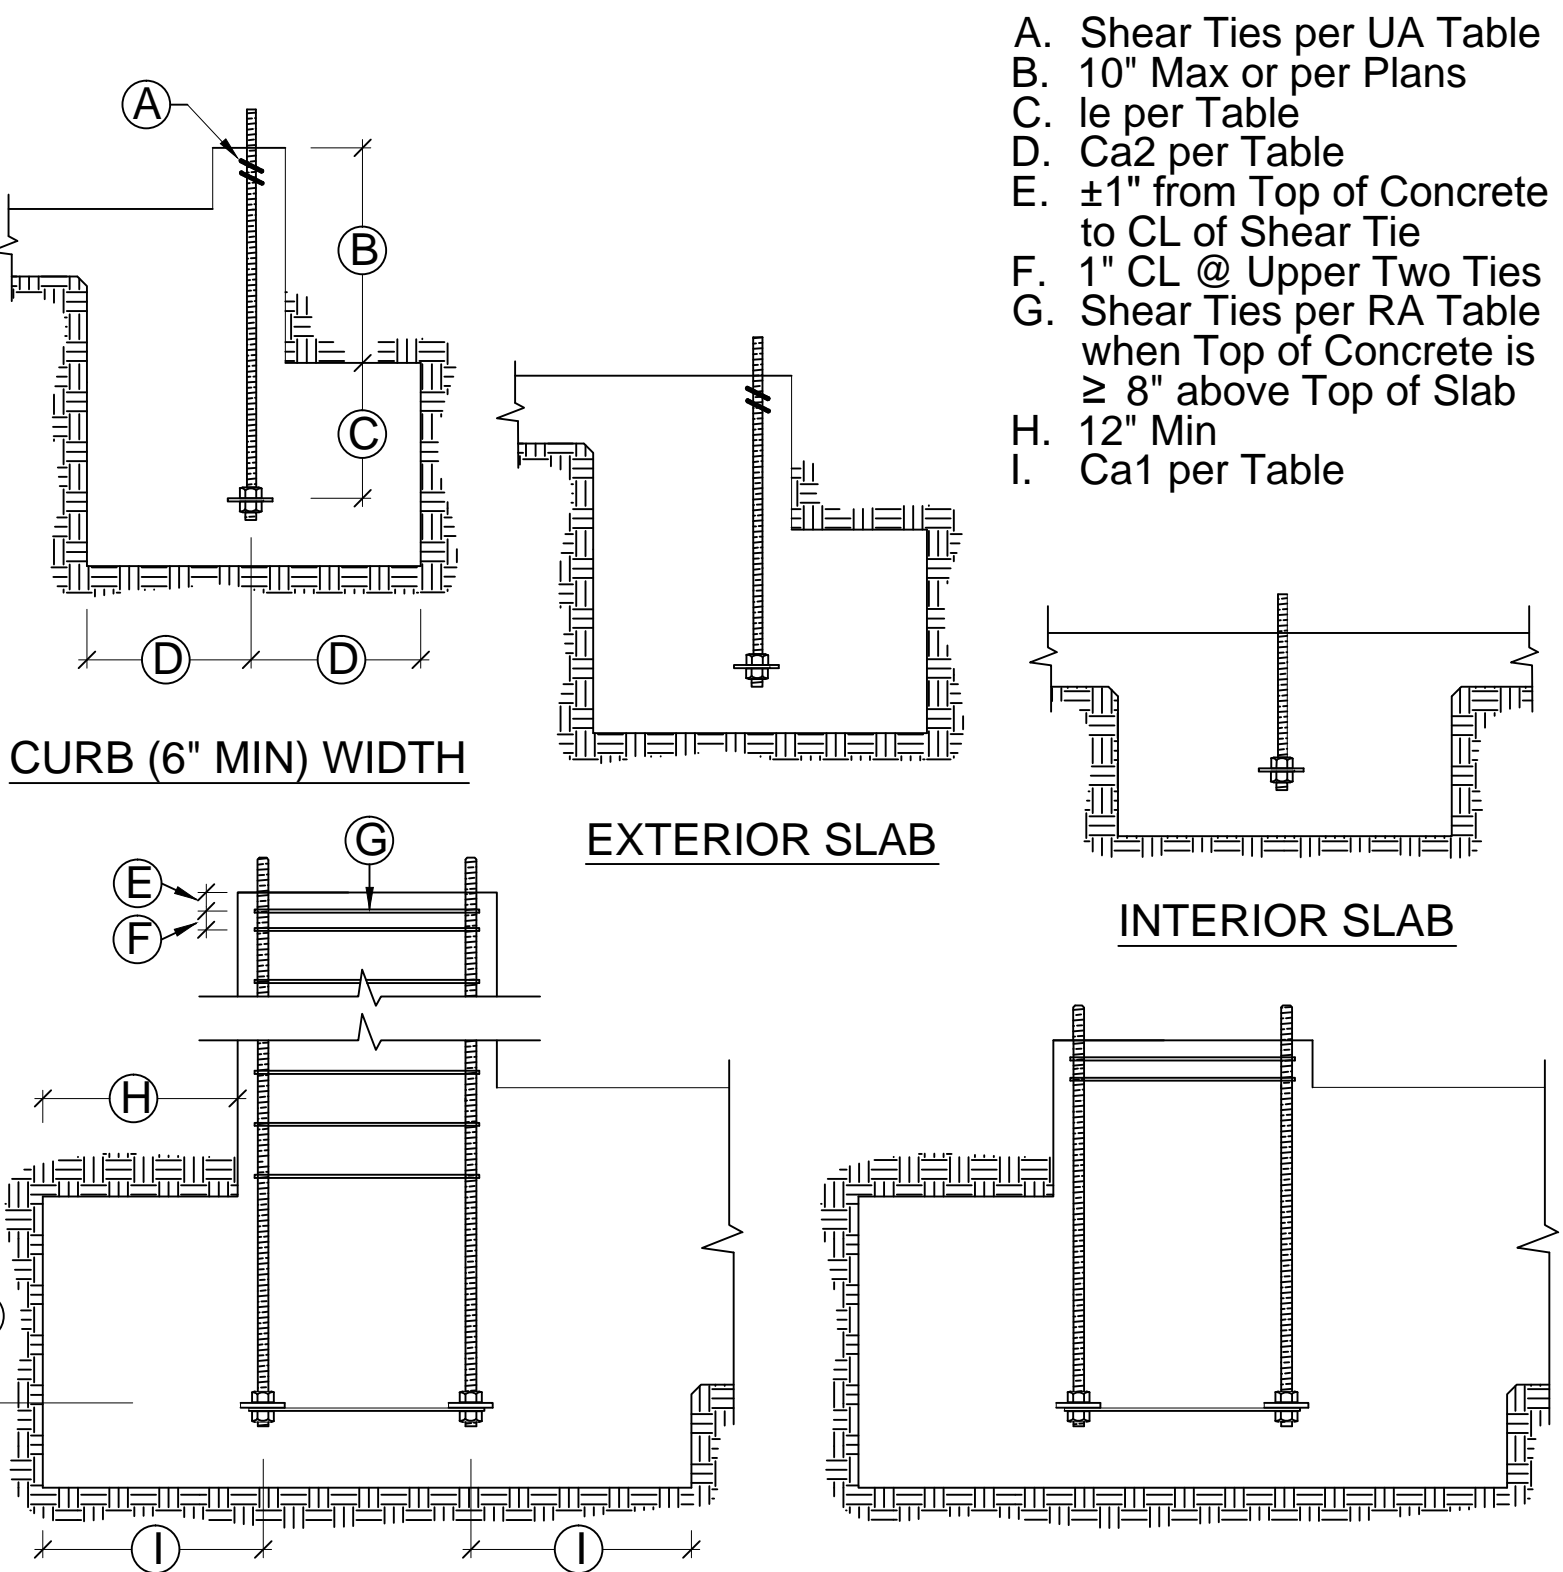 A. Shear Ties per UA Table
B. 10" Max or per Plans
C. le per Table
D. Ca2 per Table
E. ±1" from Top of Concrete
to CL of Shear Tie
F. 1" CL @ Upper Two Ties
G. Shear Ties per RA Table
when Top of Concrete is
≥ 8" above Top of Slab
H. 12" Min
I. Ca1 per Table
A
B
C
D D
CURB (6" MIN) WIDTH
EXTERIOR SLAB
INTERIOR SLAB
G
E
F
H
I I